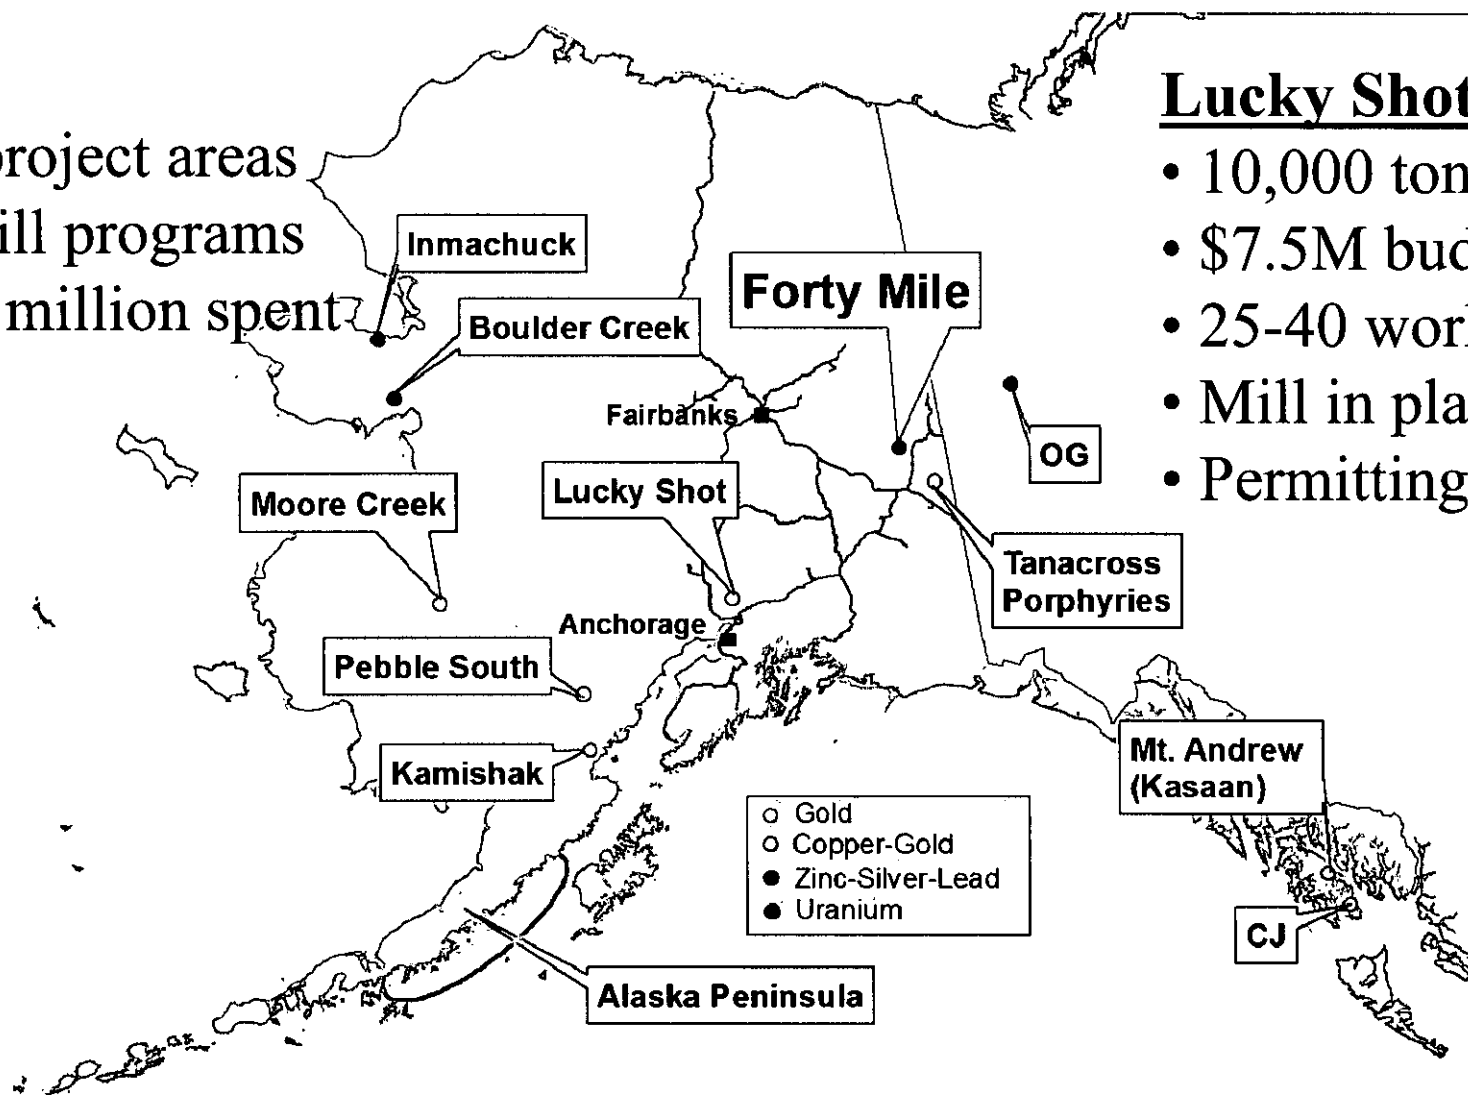 project areas
ill programs
million spent
Lucky Shot
• 10,000 ton
• $7.5M bud
• 25-40 work
• Mill in pla
• Permitting
Inmachuck
Boulder Creek
Forty Mile
Fairbanks
OG
Moore Creek
Lucky Shot
Tanacross
Porphyries
Anchorage
Pebble South
Kamishak
Mt. Andrew
(Kasaan)
Gold
Copper-Gold
Zinc-Silver-Lead
Uranium
CJ
Alaska Peninsula